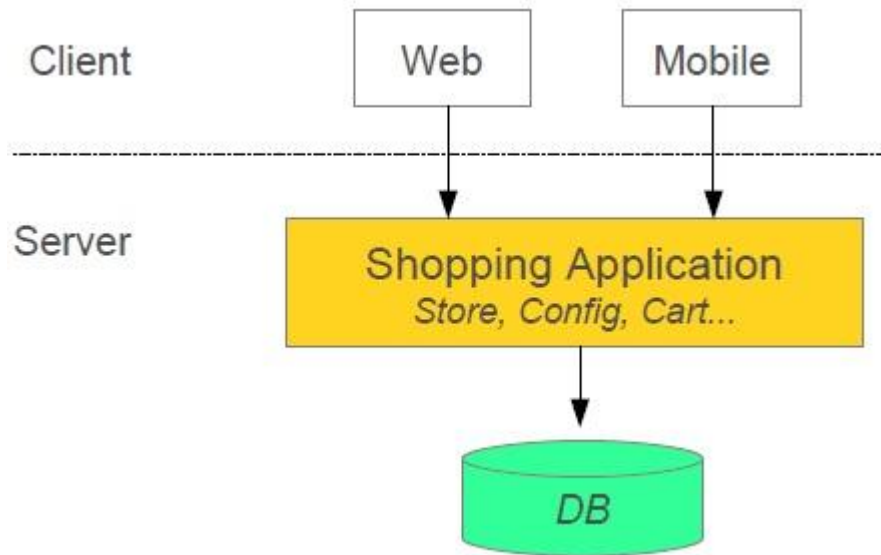 Client
Web
Mobile
Server
Shopping Application
Store, Config, Cart...
DB